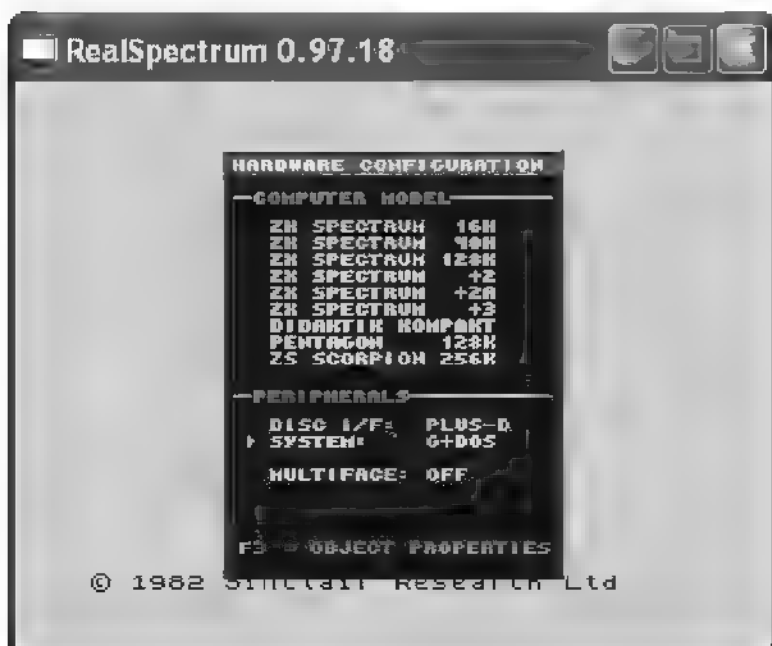 RealSpectrum 0.97.18
HARDWARE CONFIGURATION
COMPUTER MODEL
ZX SPECTRUM 16K
ZX SPECTRUM 48K
ZX SPECTRUM 128K
ZX SPECTRUM +2
ZX SPECTRUM +2A
ZX SPECTRUM +3
DIDAKTIK KOMPAKT
PENTAGON 128K
ZS SCORPION 256K
PERIPHERALS
DISC I/F: PLUS-D
SYSTEM: G+DOS
MULTIFACE: OFF
F3 - OBJECT PROPERTIES
© 1982 Sinclair Research Ltd